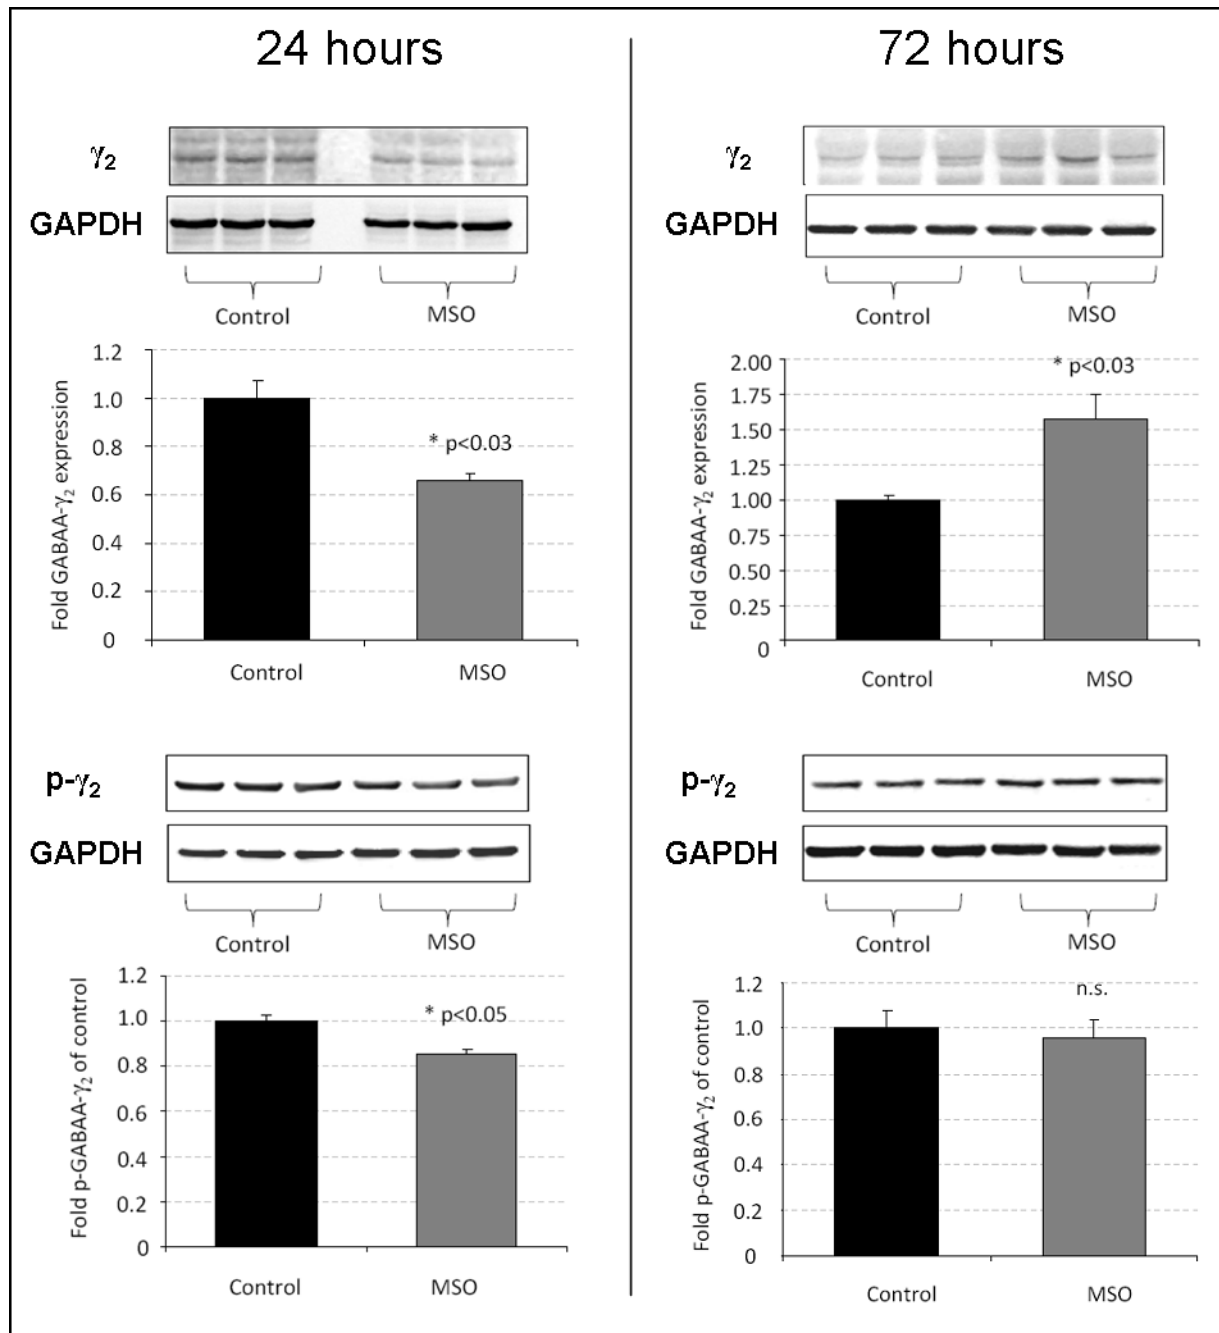 24 hours
γ2
GAPDH
Control MSO
1.2
1.0
0.8
0.6
0.4
0.2
0
Fold GABAA-γ2 expression
* p<0.03
Control MSO
p-γ2
GAPDH
Control MSO
1.2
1.0
0.8
0.6
0.4
0.2
0
Fold p-GABAA-γ2 of control
* p<0.05
Control MSO
72 hours
γ2
GAPDH
Control MSO
2.00
1.75
1.50
1.25
1.00
0.75
0.50
0.25
0
Fold GABAA-γ2 expression
* p<0.03
Control MSO
p-γ2
GAPDH
Control MSO
1.2
1.0
0.8
0.6
0.4
0.2
0
Fold p-GABAA-γ2 of control
n.s.
Control MSO